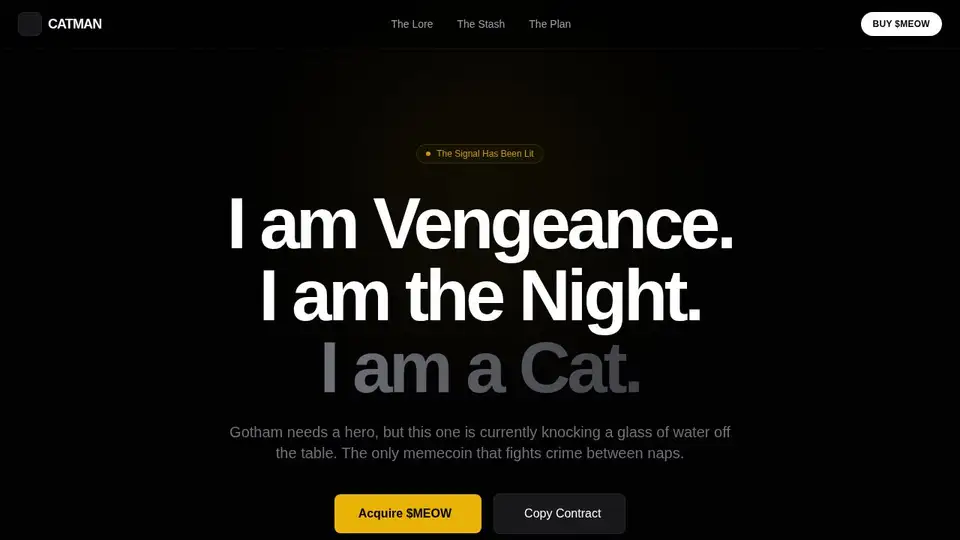 CATMAN
The Lore
The Stash
The Plan
BUY $MEOW
The Signal Has Been Lit
I am Vengeance.
I am the Night.
I am a Cat.
Gotham needs a hero, but this one is currently knocking a glass of water off
the table. The only memecoin that fights crime between naps.
Acquire $MEOW
Copy Contract